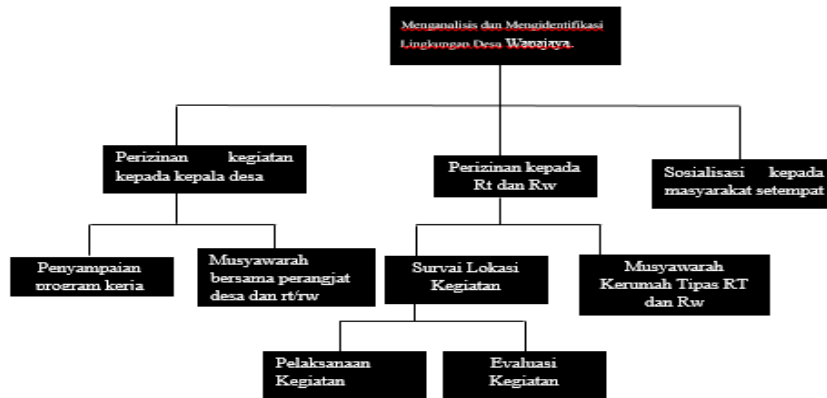 Menganalisis dan Mengidentifikasi
Lingkungan Desa Wanajaya.
Perizinan kegiatan
kepada kepala desa
Perizinan kepada
Rt dan Rw
Sosialisasi kepada
masyarakat setempat
Penyampaian
program kerja
Musyawarah
bersama perangjat
desa dan rt/rw
Survai Lokasi
Kegiatan
Musyawarah
Kerumah Tipas RT
dan Rw
Pelaksanaan
Kegiatan
Evaluasi
Kegiatan